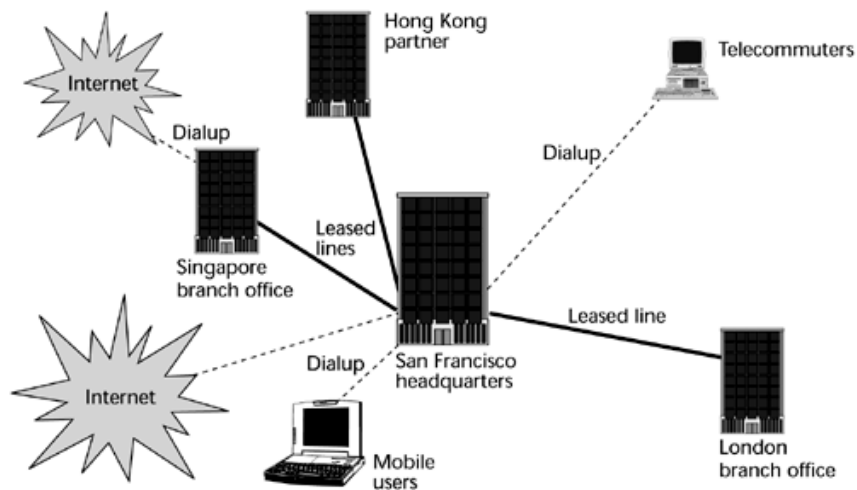 Hong Kong
partner
Telecommuters
Internet
Dialup
Dialup
Leased
lines
Singapore
branch office
Leased line
Dialup
San Francisco
headquarters
Internet
Mobile
users
London
branch office